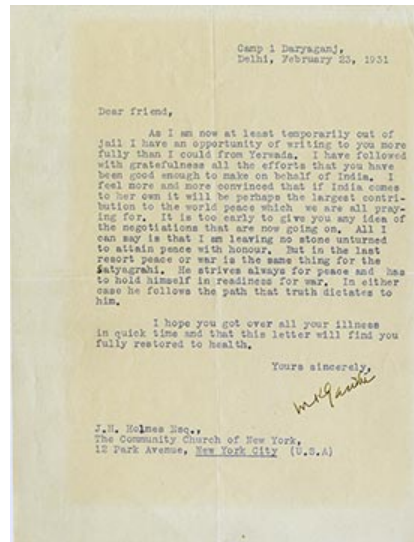 Camp 1 Daryaganj,
Delhi, February 23, 1931
Dear friend,
As I am now at least temporarily out of
jail I have an opportunity of writing to you more
fully than I could from Yerwada. I have followed
with gratefulness all the efforts that you have
been good enough to make on behalf of India. I
feel more and more convinced that if India comes
to her own it will be perhaps the largest contri-
bution to the world peace which we are all pray-
ing for. It is too early to give you any idea of
the negotiations that are now going on. All I
can say is that I am leaving no stone unturned
to attain peace with honour. But in the last
resort peace or war is the same thing for the
Satyagrahi. He strives always for peace and has
to hold himself in readiness for war. In either
case he follows the path that truth dictates to
him.
I hope you got over all your illness
in quick time and that this letter will find you
fully restored to health.
Yours sincerely,
MKGandhi
J.H. Holmes Esq.,
The Community Church of New York,
12 Park Avenue, New York City (U.S.A)